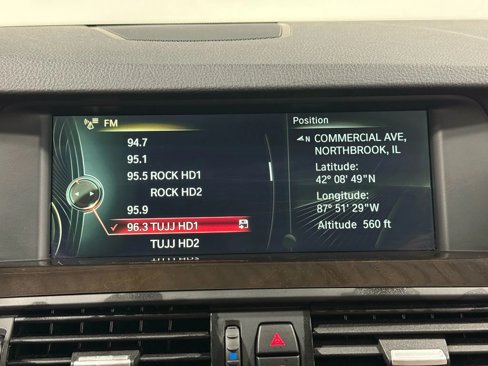 FM
94.7
95.1
95.5 ROCK HD1
ROCK HD2
95.9
✓ 96.3 TUJJ HD1
TUJJ HD2
Position
N COMMERCIAL AVE,
NORTHBROOK, IL
Latitude:
42° 08' 49"N
Longitude:
87° 51' 29"W
Altitude 560 ft